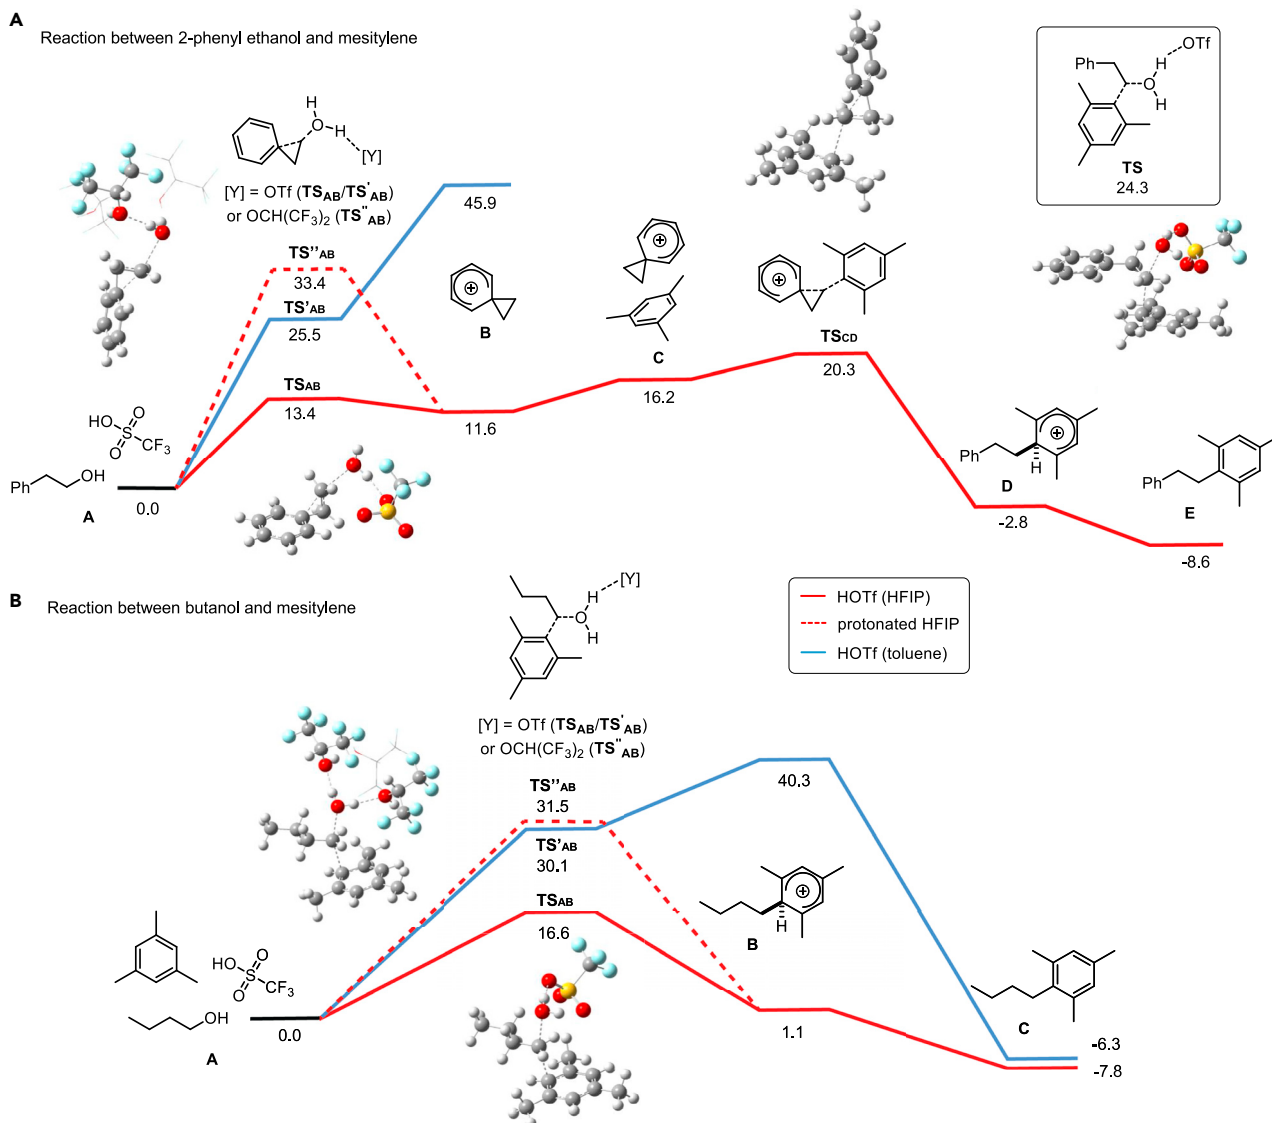 A
Reaction between 2-phenyl ethanol and mesitylene
H
O
H
[Y]
[Y] = OTf (TSAB/TS'AB)
or OCH(CF3)2 (TS''AB)
TS''AB
33.4
TS'AB
25.5
TSAB
13.4
45.9
B
11.6
C
16.2
TSCD
20.3
Ph
H
OTf
O
H
TS
24.3
HO
O
S
O
CF3
Ph
OH
A
0.0
Ph
H
D
-2.8
Ph
E
-8.6
B
Reaction between butanol and mesitylene
H
[Y]
O
H
[Y] = OTf (TSAB/TS'AB)
or OCH(CF3)2 (TS''AB)
HOTf (HFIP)
protonated HFIP
HOTf (toluene)
TS''AB
31.5
TS'AB
30.1
TSAB
16.6
40.3
H
B
1.1
HO
O
S
O
CF3
OH
A
0.0
C
-6.3
-7.8